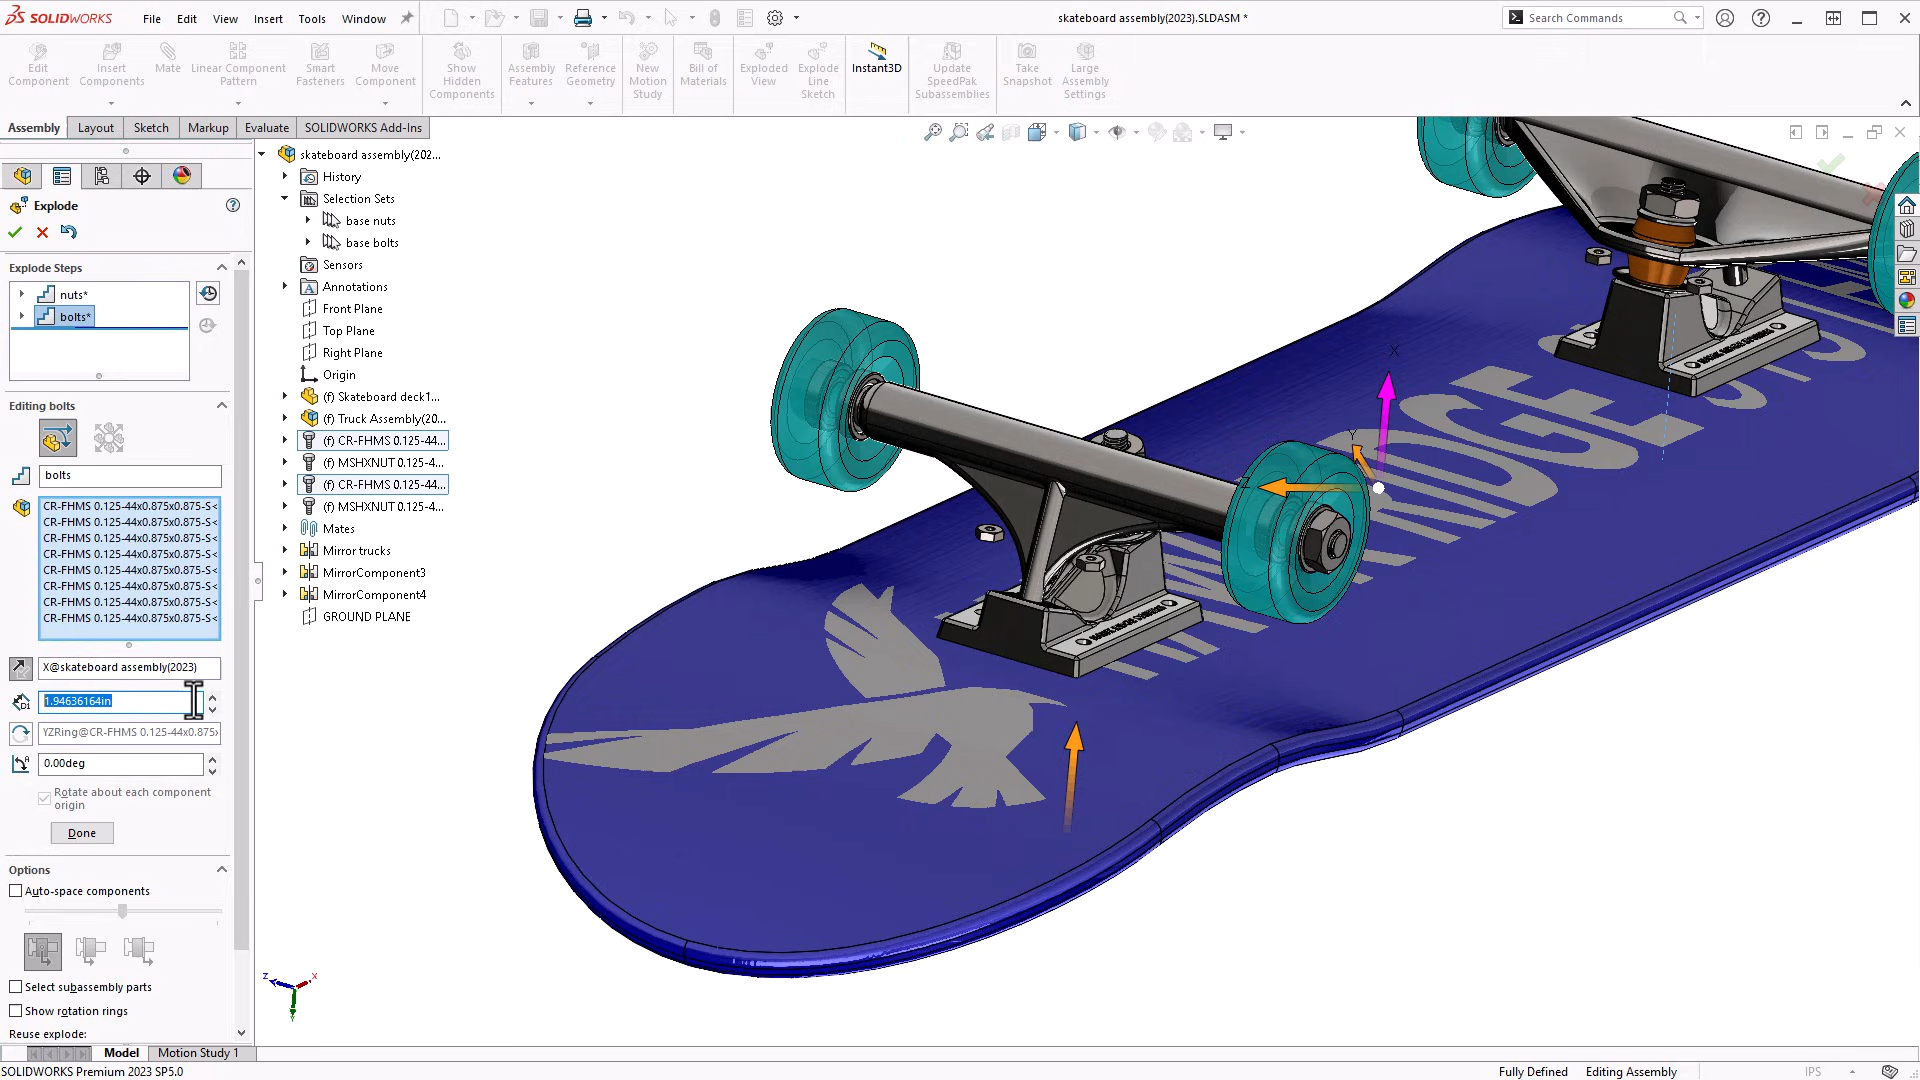 SOLIDWORKS
File
Edit
View
Insert
Tools
Window
skateboard assembly(2023).SLDASM *
Search Commands
Edit
Component
Insert
Components
Mate
Linear Component
Pattern
Smart
Fasteners
Move
Component
Show
Hidden
Components
Assembly
Features
Reference
Geometry
New
Motion
Study
Bill of
Materials
Exploded
View
Explode
Line
Sketch
Instant3D
Update
SpeedPak
Subassemblies
Take
Snapshot
Large
Assembly
Settings
Assembly
Layout
Sketch
Markup
Evaluate
SOLIDWORKS Add-Ins
Explode
Explode Steps
nuts*
bolts*
Editing bolts
bolts
CR-FHMS 0.125-44x0.875x0.875-S<
CR-FHMS 0.125-44x0.875x0.875-S<
CR-FHMS 0.125-44x0.875x0.875-S<
CR-FHMS 0.125-44x0.875x0.875-S<
CR-FHMS 0.125-44x0.875x0.875-S<
CR-FHMS 0.125-44x0.875x0.875-S<
CR-FHMS 0.125-44x0.875x0.875-S<
CR-FHMS 0.125-44x0.875x0.875-S<
X@skateboard assembly(2023)
D1
1.94636164in
YZRing@CR-FHMS 0.125-44x0.875x
0.00deg
Rotate about each component
origin
Done
Options
Auto-space components
Select subassembly parts
Show rotation rings
Reuse explode:
skateboard assembly(202...
History
Selection Sets
base nuts
base bolts
Sensors
Annotations
Front Plane
Top Plane
Right Plane
Origin
(f) Skateboard deck1...
(f) Truck Assembly(20...
(f) CR-FHMS 0.125-44...
(f) MSHXNUT 0.125-4...
(f) CR-FHMS 0.125-44...
(f) MSHXNUT 0.125-4...
Mates
Mirror trucks
MirrorComponent3
MirrorComponent4
GROUND PLANE
X
Y
Z
Z
X
Y
Model
Motion Study 1
SOLIDWORKS Premium 2023 SP5.0
Fully Defined
Editing Assembly
IPS